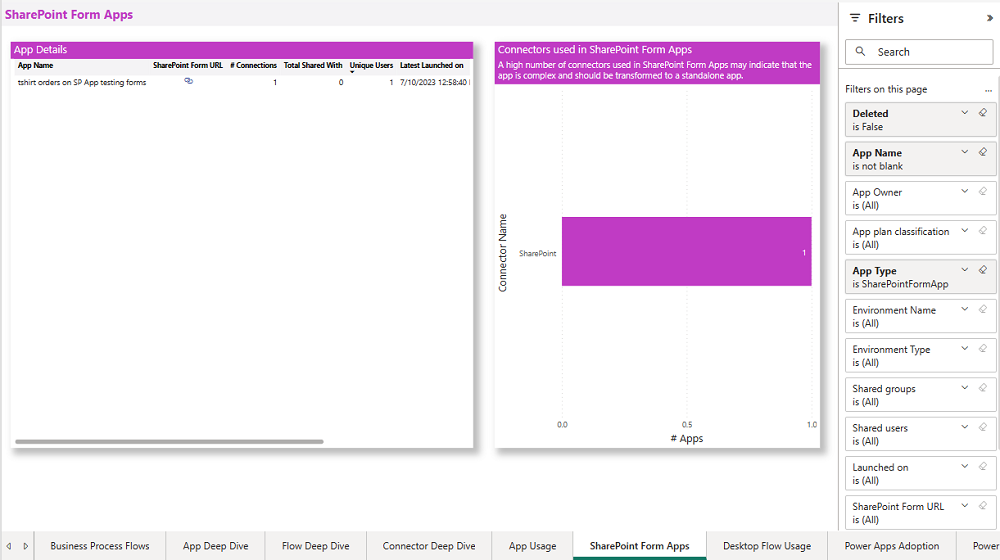 SharePoint Form Apps
App Details
App Name SharePoint Form URL # Connections Total Shared With Unique Users Latest Launched on
tshirt orders on SP App testing forms 1 0 1 7/10/2023 12:58:40
Connectors used in SharePoint Form Apps
A high number of connectors used in SharePoint Form Apps may indicate that the
app is complex and should be transformed to a standalone app.
Connector Name
SharePoint
1
0.0 0.5 1.0
# Apps
Filters
Search
Filters on this page ...
Deleted
is False
App Name
is not blank
App Owner
is (All)
App plan classification
is (All)
App Type
is SharePointFormApp
Environment Name
is (All)
Environment Type
is (All)
Shared groups
is (All)
Shared users
is (All)
Launched on
is (All)
SharePoint Form URL
is (All)
Business Process Flows App Deep Dive Flow Deep Dive Connector Deep Dive App Usage SharePoint Form Apps Desktop Flow Usage Power Apps Adoption Power